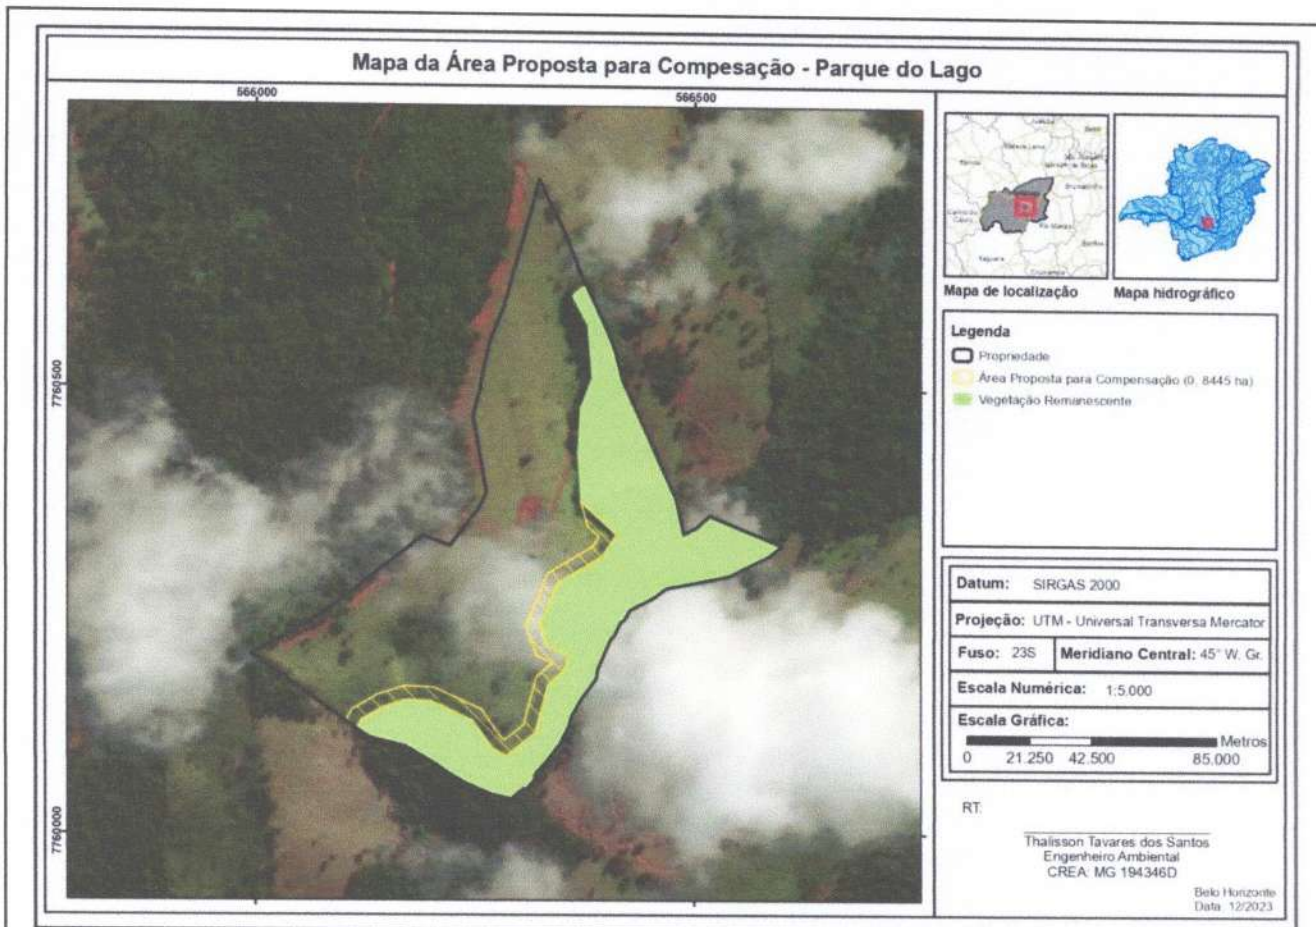 Mapa da Área Proposta para Compesação - Parque do Lago
566000
566500
7760500
7760000
Mapa de localização
Mapa hidrográfico
Legenda
Propriedade
Área Proposta para Compensação (0, 8445 ha)
Vegetação Remanescente
Datum: SIRGAS 2000
Projeção: UTM - Universal Transversa Mercator
Fuso: 23S
Meridiano Central: 45° W. Gr.
Escala Numérica: 1:5.000
Escala Gráfica:
Metros
0 21.250 42.500 85.000
RT:
Thalisson Tavares dos Santos
Engenheiro Ambiental
CREA: MG 194346D
Belo Horizonte
Data: 12/2023